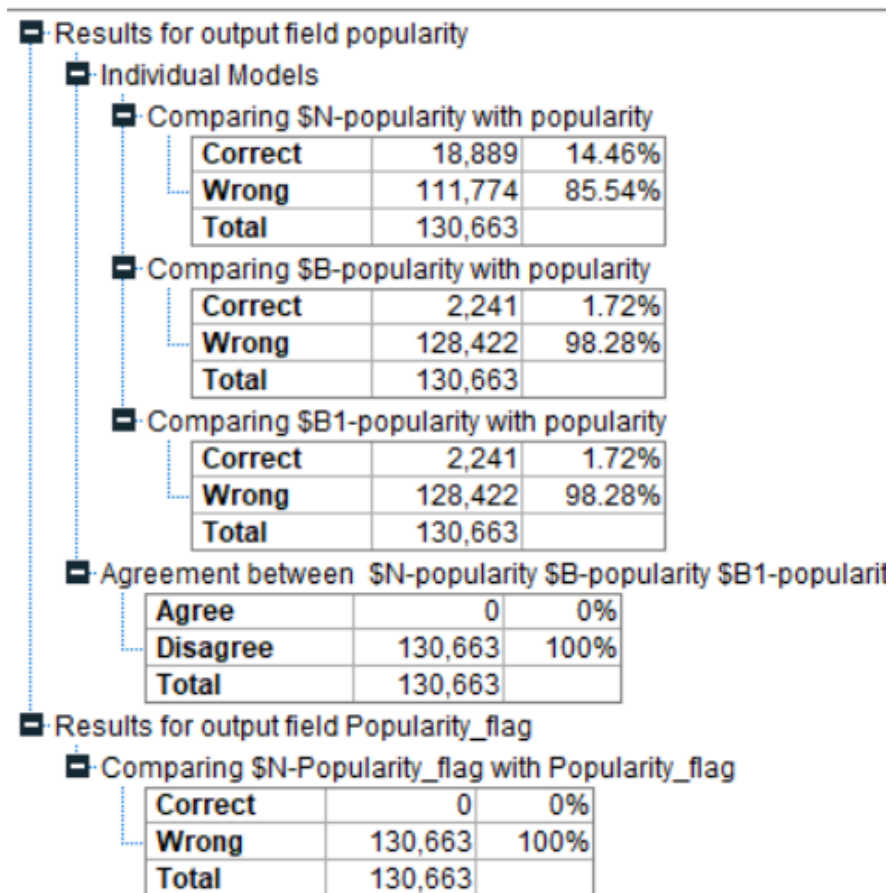 Results for output field popularity
Individual Models
Comparing $N-popularity with popularity
Correct 18,889 14.46%
Wrong 111,774 85.54%
Total 130,663
Comparing $B-popularity with popularity
Correct 2,241 1.72%
Wrong 128,422 98.28%
Total 130,663
Comparing $B1-popularity with popularity
Correct 2,241 1.72%
Wrong 128,422 98.28%
Total 130,663
Agreement between $N-popularity $B-popularity $B1-popularit
Agree 0 0%
Disagree 130,663 100%
Total 130,663
Results for output field Popularity_flag
Comparing $N-Popularity_flag with Popularity_flag
Correct 0 0%
Wrong 130,663 100%
Total 130,663